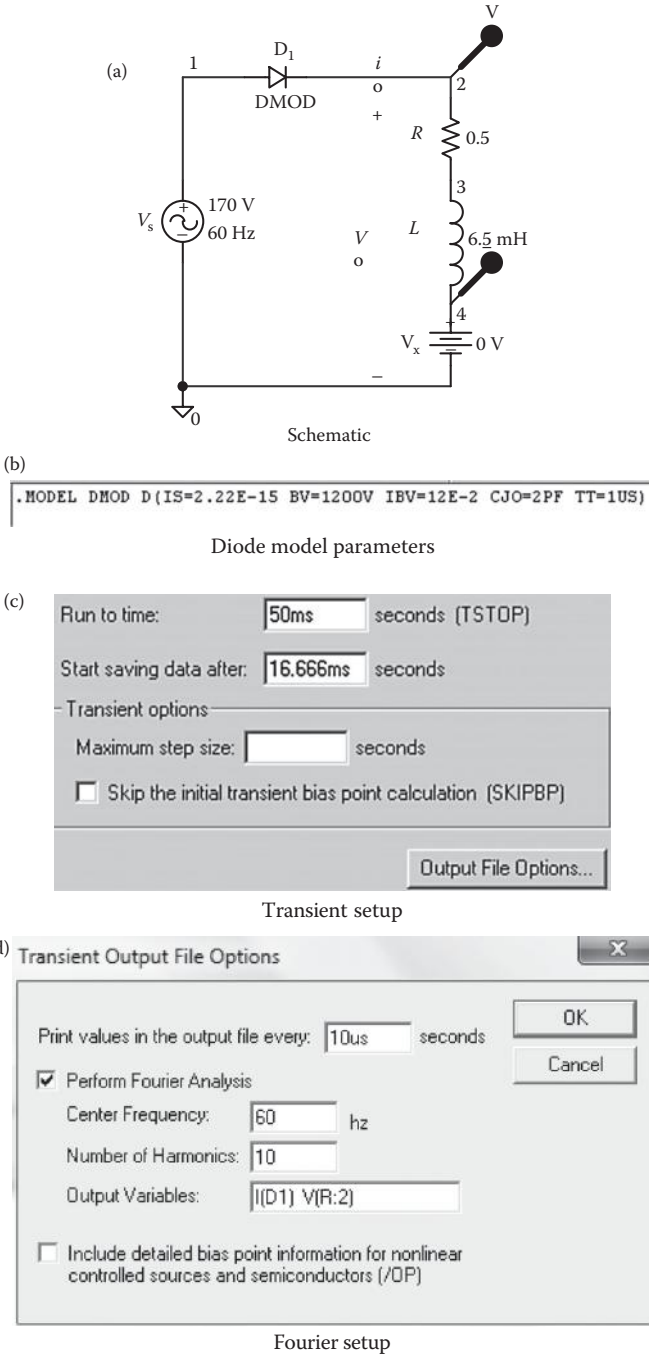 (a)
V
1
D1
DMOD
i
o
+
2
R
0.5
3
Vs
+
−
170 V
60 Hz
V
o
L
6.5 mH
−
4
+
Vx
−
0 V
−
0
Schematic
(b)
.MODEL DMOD D(IS=2.22E-15 BV=1200V IBV=12E-2 CJO=2PF TT=1US)
Diode model parameters
(c)
Run to time: 50ms seconds (TSTOP)
Start saving data after: 16.666ms seconds
Transient options
Maximum step size: seconds
Skip the initial transient bias point calculation (SKIPBP)
Output File Options...
Transient setup
d)
Transient Output File Options
x
Print values in the output file every: 10us seconds
OK
Cancel
Perform Fourier Analysis
Center Frequency: 60 hz
Number of Harmonics: 10
Output Variables: I(D1) V(R:2)
Include detailed bias point information for nonlinear
controlled sources and semiconductors (/OP)
Fourier setup